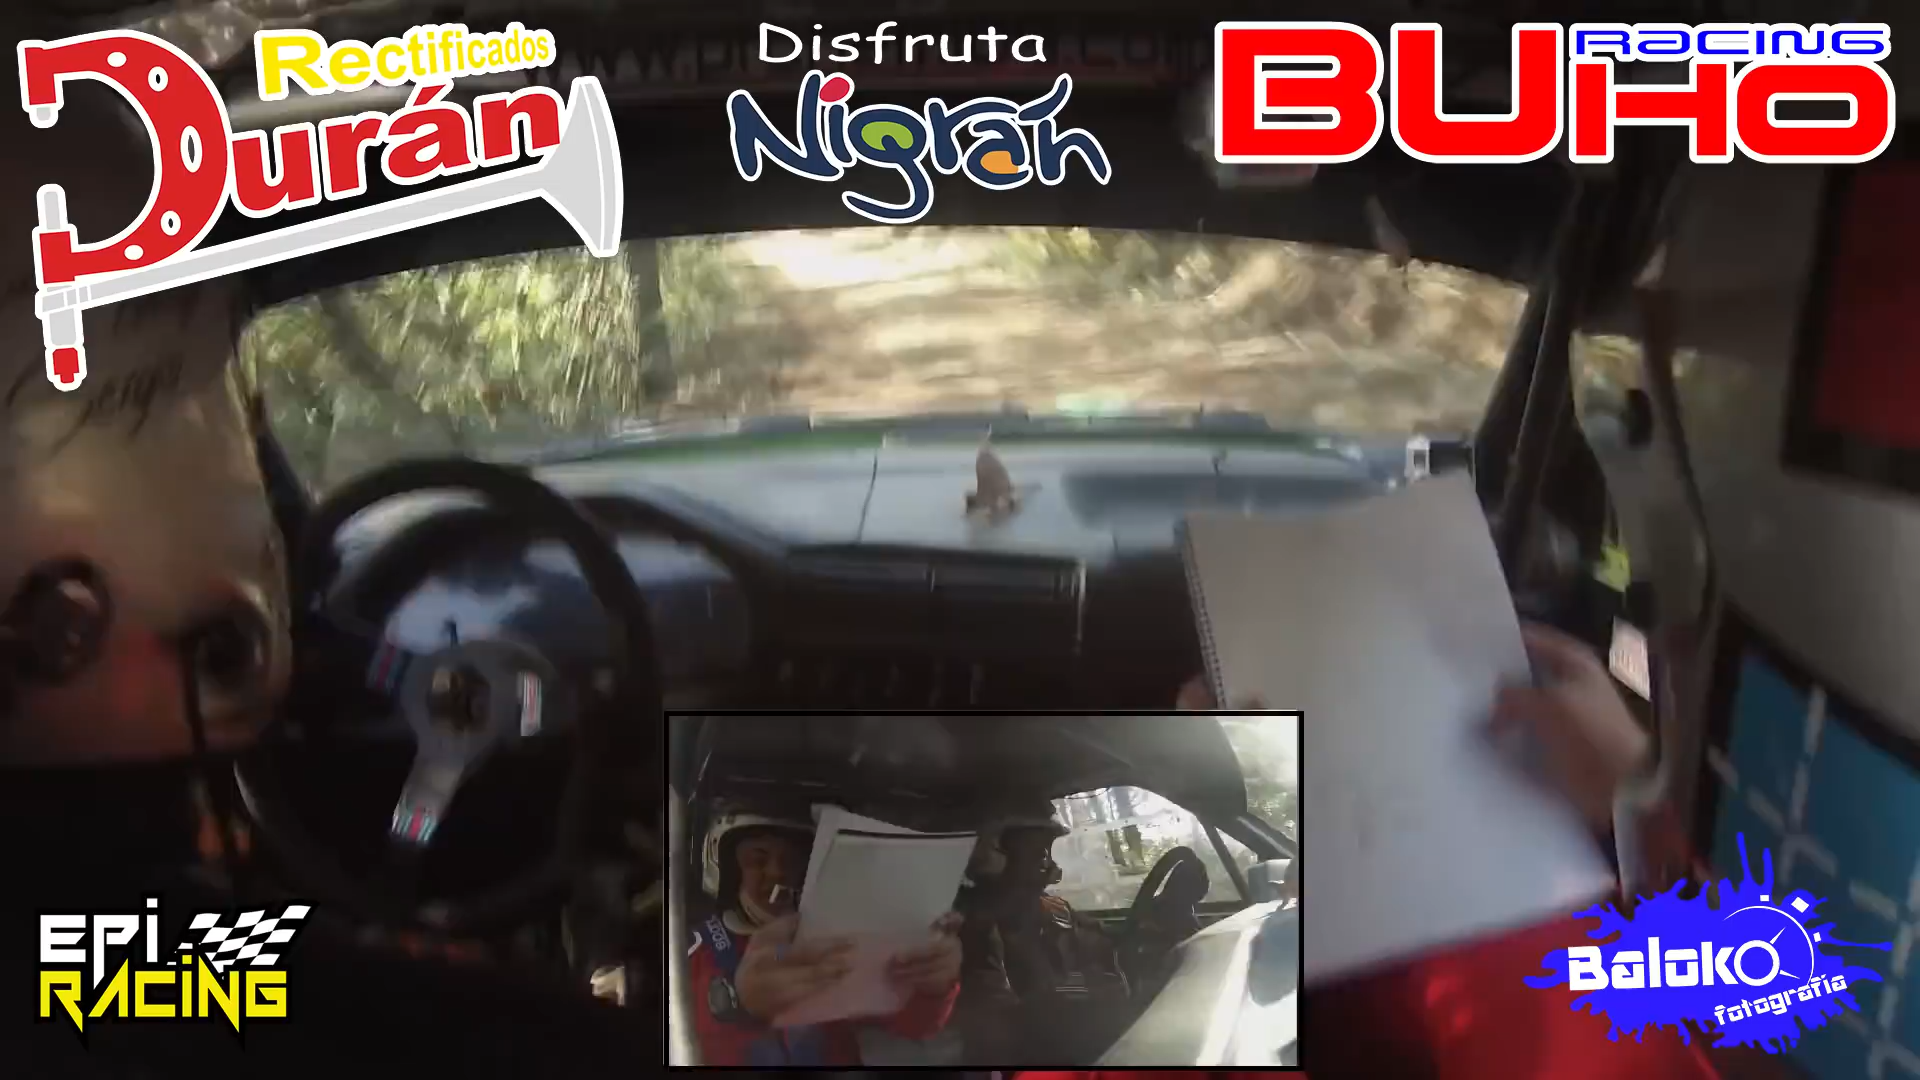 Rectificados
Durán
Disfruta
Nigrán
RACING
BUHO
EPI
RACING
Baloko
fotografía